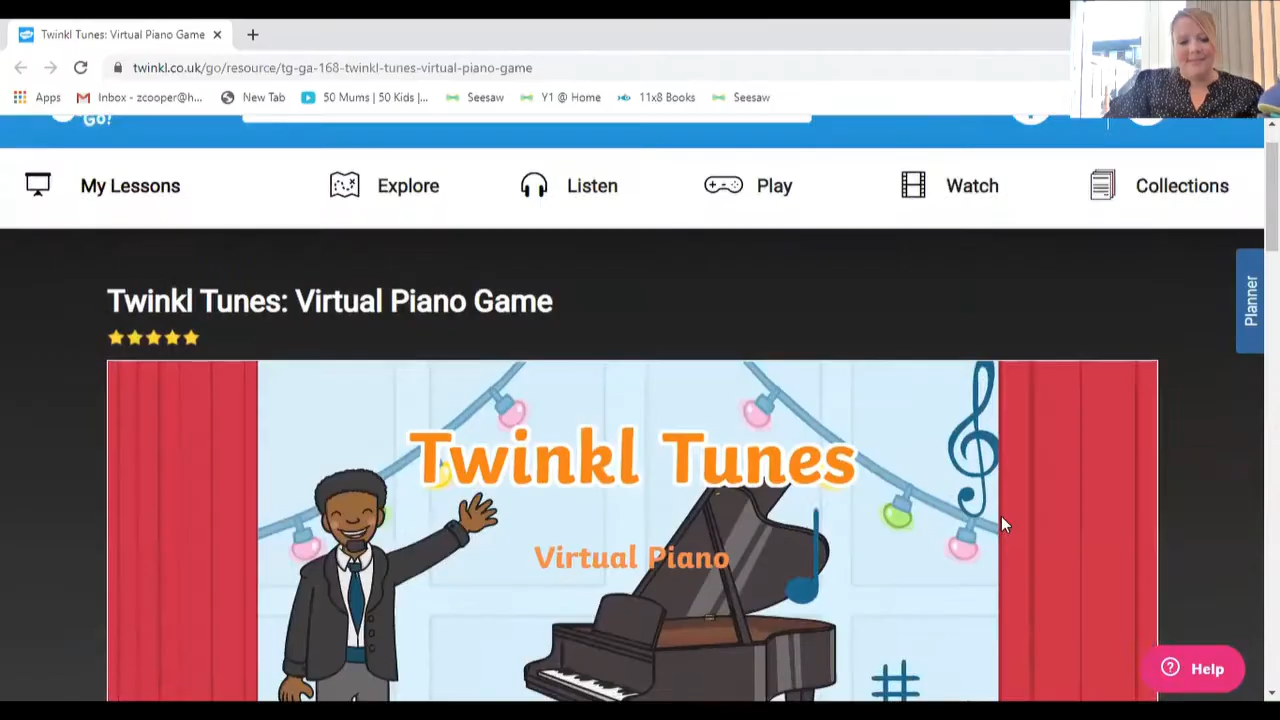 Twinkl Tunes: Virtual Piano Game
twinkl.co.uk/go/resource/tg-ga-168-twinkl-tunes-virtual-piano-game
Apps Inbox - zcooper@h... New Tab 50 Mums | 50 Kids |... Seesaw Y1 @ Home 11x8 Books Seesaw
Go!
My Lessons Explore Listen Play Watch Collections
Planner
Twinkl Tunes: Virtual Piano Game
Twinkl Tunes
Virtual Piano
Help